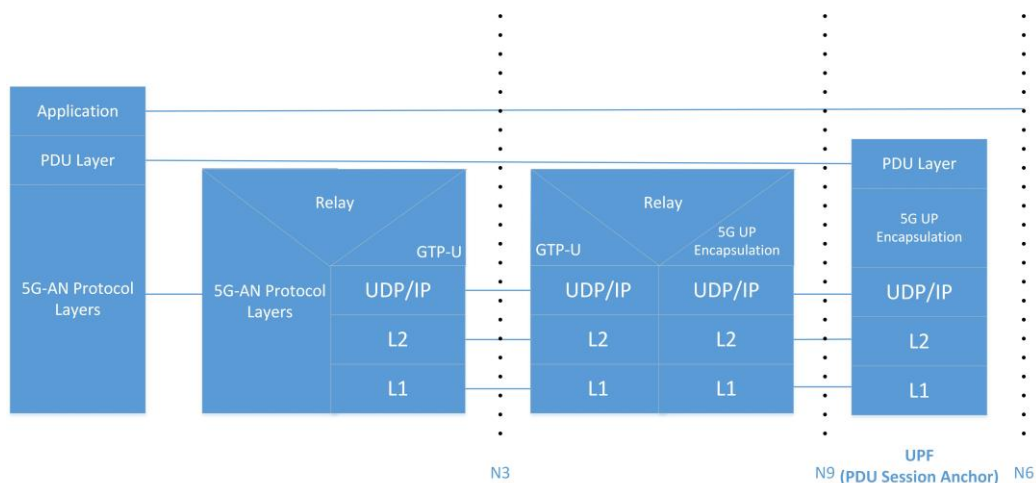 Application
PDU Layer
5G-AN Protocol
Layers
Relay
GTP-U
5G-AN Protocol
Layers
UDP/IP
L2
L1
N3
Relay
GTP-U
5G UP
Encapsulation
UDP/IP
UDP/IP
L2
L2
L1
L1
N9
PDU Layer
5G UP
Encapsulation
UDP/IP
L2
L1
UPF
(PDU Session Anchor)
N6